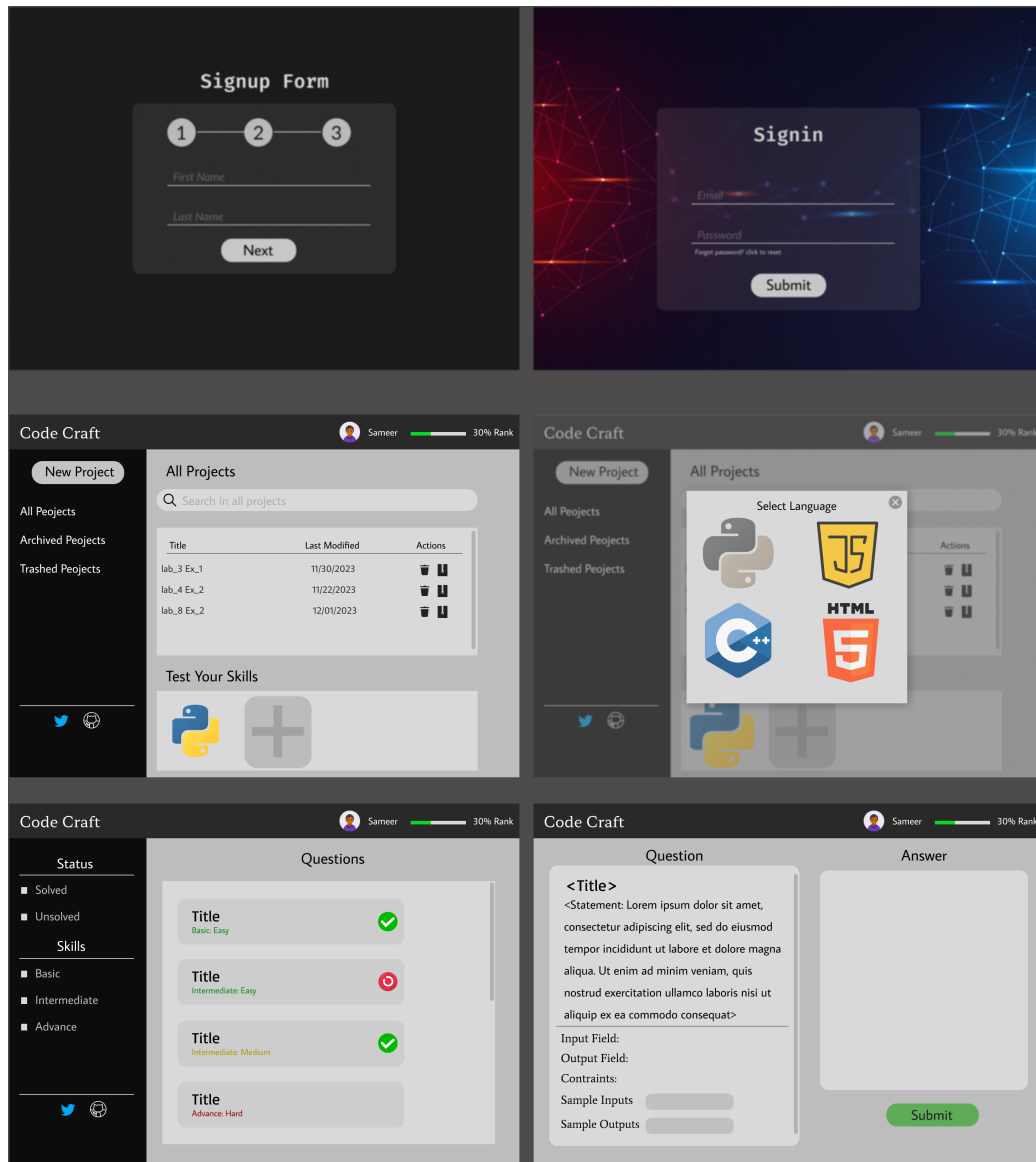 Signup Form
1 2 3
First Name
Last Name
Next
Signin
Email
Password
Forgot password! click to reset
Submit
Code Craft
Sameer
30% Rank
New Project
All Peojects
Archived Peojects
Trashed Peojects
All Projects
Search in all projects
Title Last Modified Actions
lab_3 Ex_1 11/30/2023
lab_4 Ex_2 11/22/2023
lab_8 Ex_2 12/01/2023
Test Your Skills
Code Craft
Sameer
30% Rank
New Project
All Peojects
Archived Peojects
Trashed Peojects
All Projects
Actions
Select Language
JS
C++
HTML
5
Code Craft
Sameer
30% Rank
Status
Solved
Unsolved
Skills
Basic
Intermediate
Advance
Questions
Title
Basic: Easy
Title
Intermediate: Easy
Title
Intermediate: Medium
Title
Advance: Hard
Code Craft
Sameer
30% Rank
Question
<Title>
<Statement: Lorem ipsum dolor sit amet,
consectetur adipiscing elit, sed do eiusmod
tempor incididunt ut labore et dolore magna
aliqua. Ut enim ad minim veniam, quis
nostrud exercitation ullamco laboris nisi ut
aliquip ex ea commodo consequat>
Input Field:
Output Field:
Contraints:
Sample Inputs
Sample Outputs
Answer
Submit